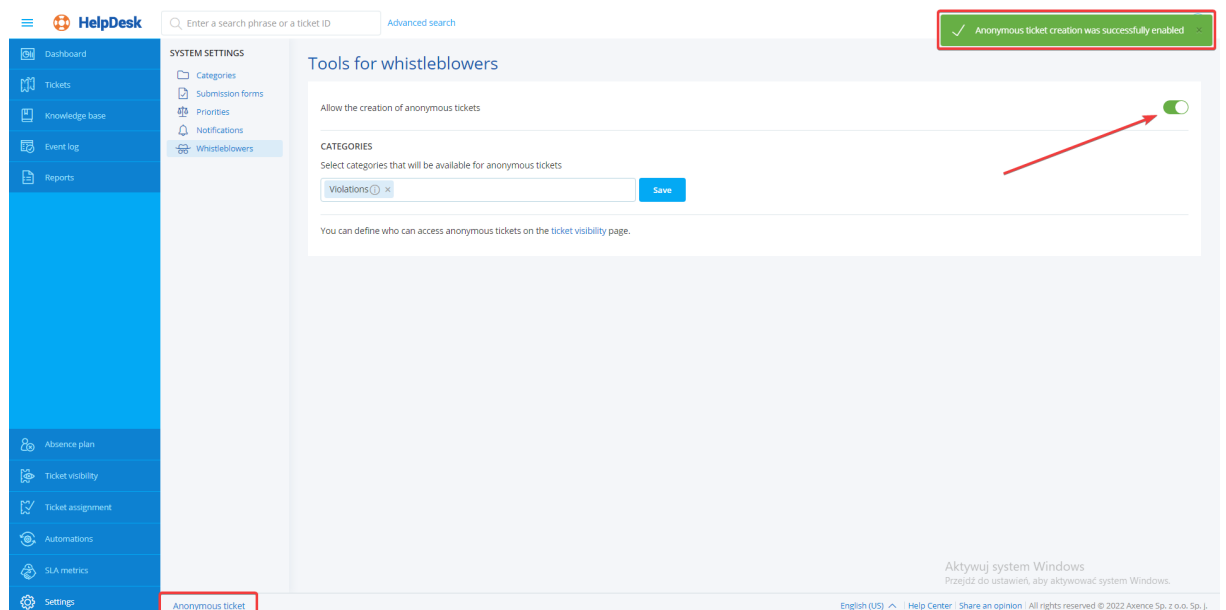 HelpDesk
Enter a search phrase or a ticket ID
Advanced search
Anonymous ticket creation was successfully enabled
Dashboard
Tickets
Knowledge base
Event log
Reports
Absence plan
Ticket visibility
Ticket assignment
Automations
SLA metrics
Settings
SYSTEM SETTINGS
Categories
Submission forms
Priorities
Notifications
Whistleblowers
Tools for whistleblowers
Allow the creation of anonymous tickets
CATEGORIES
Select categories that will be available for anonymous tickets
Violations
Save
You can define who can access anonymous tickets on the ticket visibility page.
Aktywuj system Windows
Przejdź do ustawień, aby aktywować system Windows.
Anonymous ticket
English (US)
Help Center | Share an opinion | All rights reserved © 2022 Axence Sp. z o.o. Sp. j.